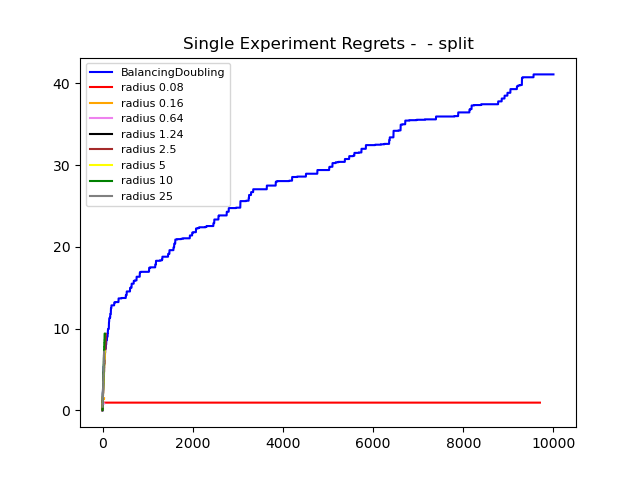 Single Experiment Regrets -  - split
BalancingDoubling
radius 0.08
radius 0.16
radius 0.64
radius 1.24
radius 2.5
radius 5
radius 10
radius 25
40
30
20
10
0
0 2000 4000 6000 8000 10000